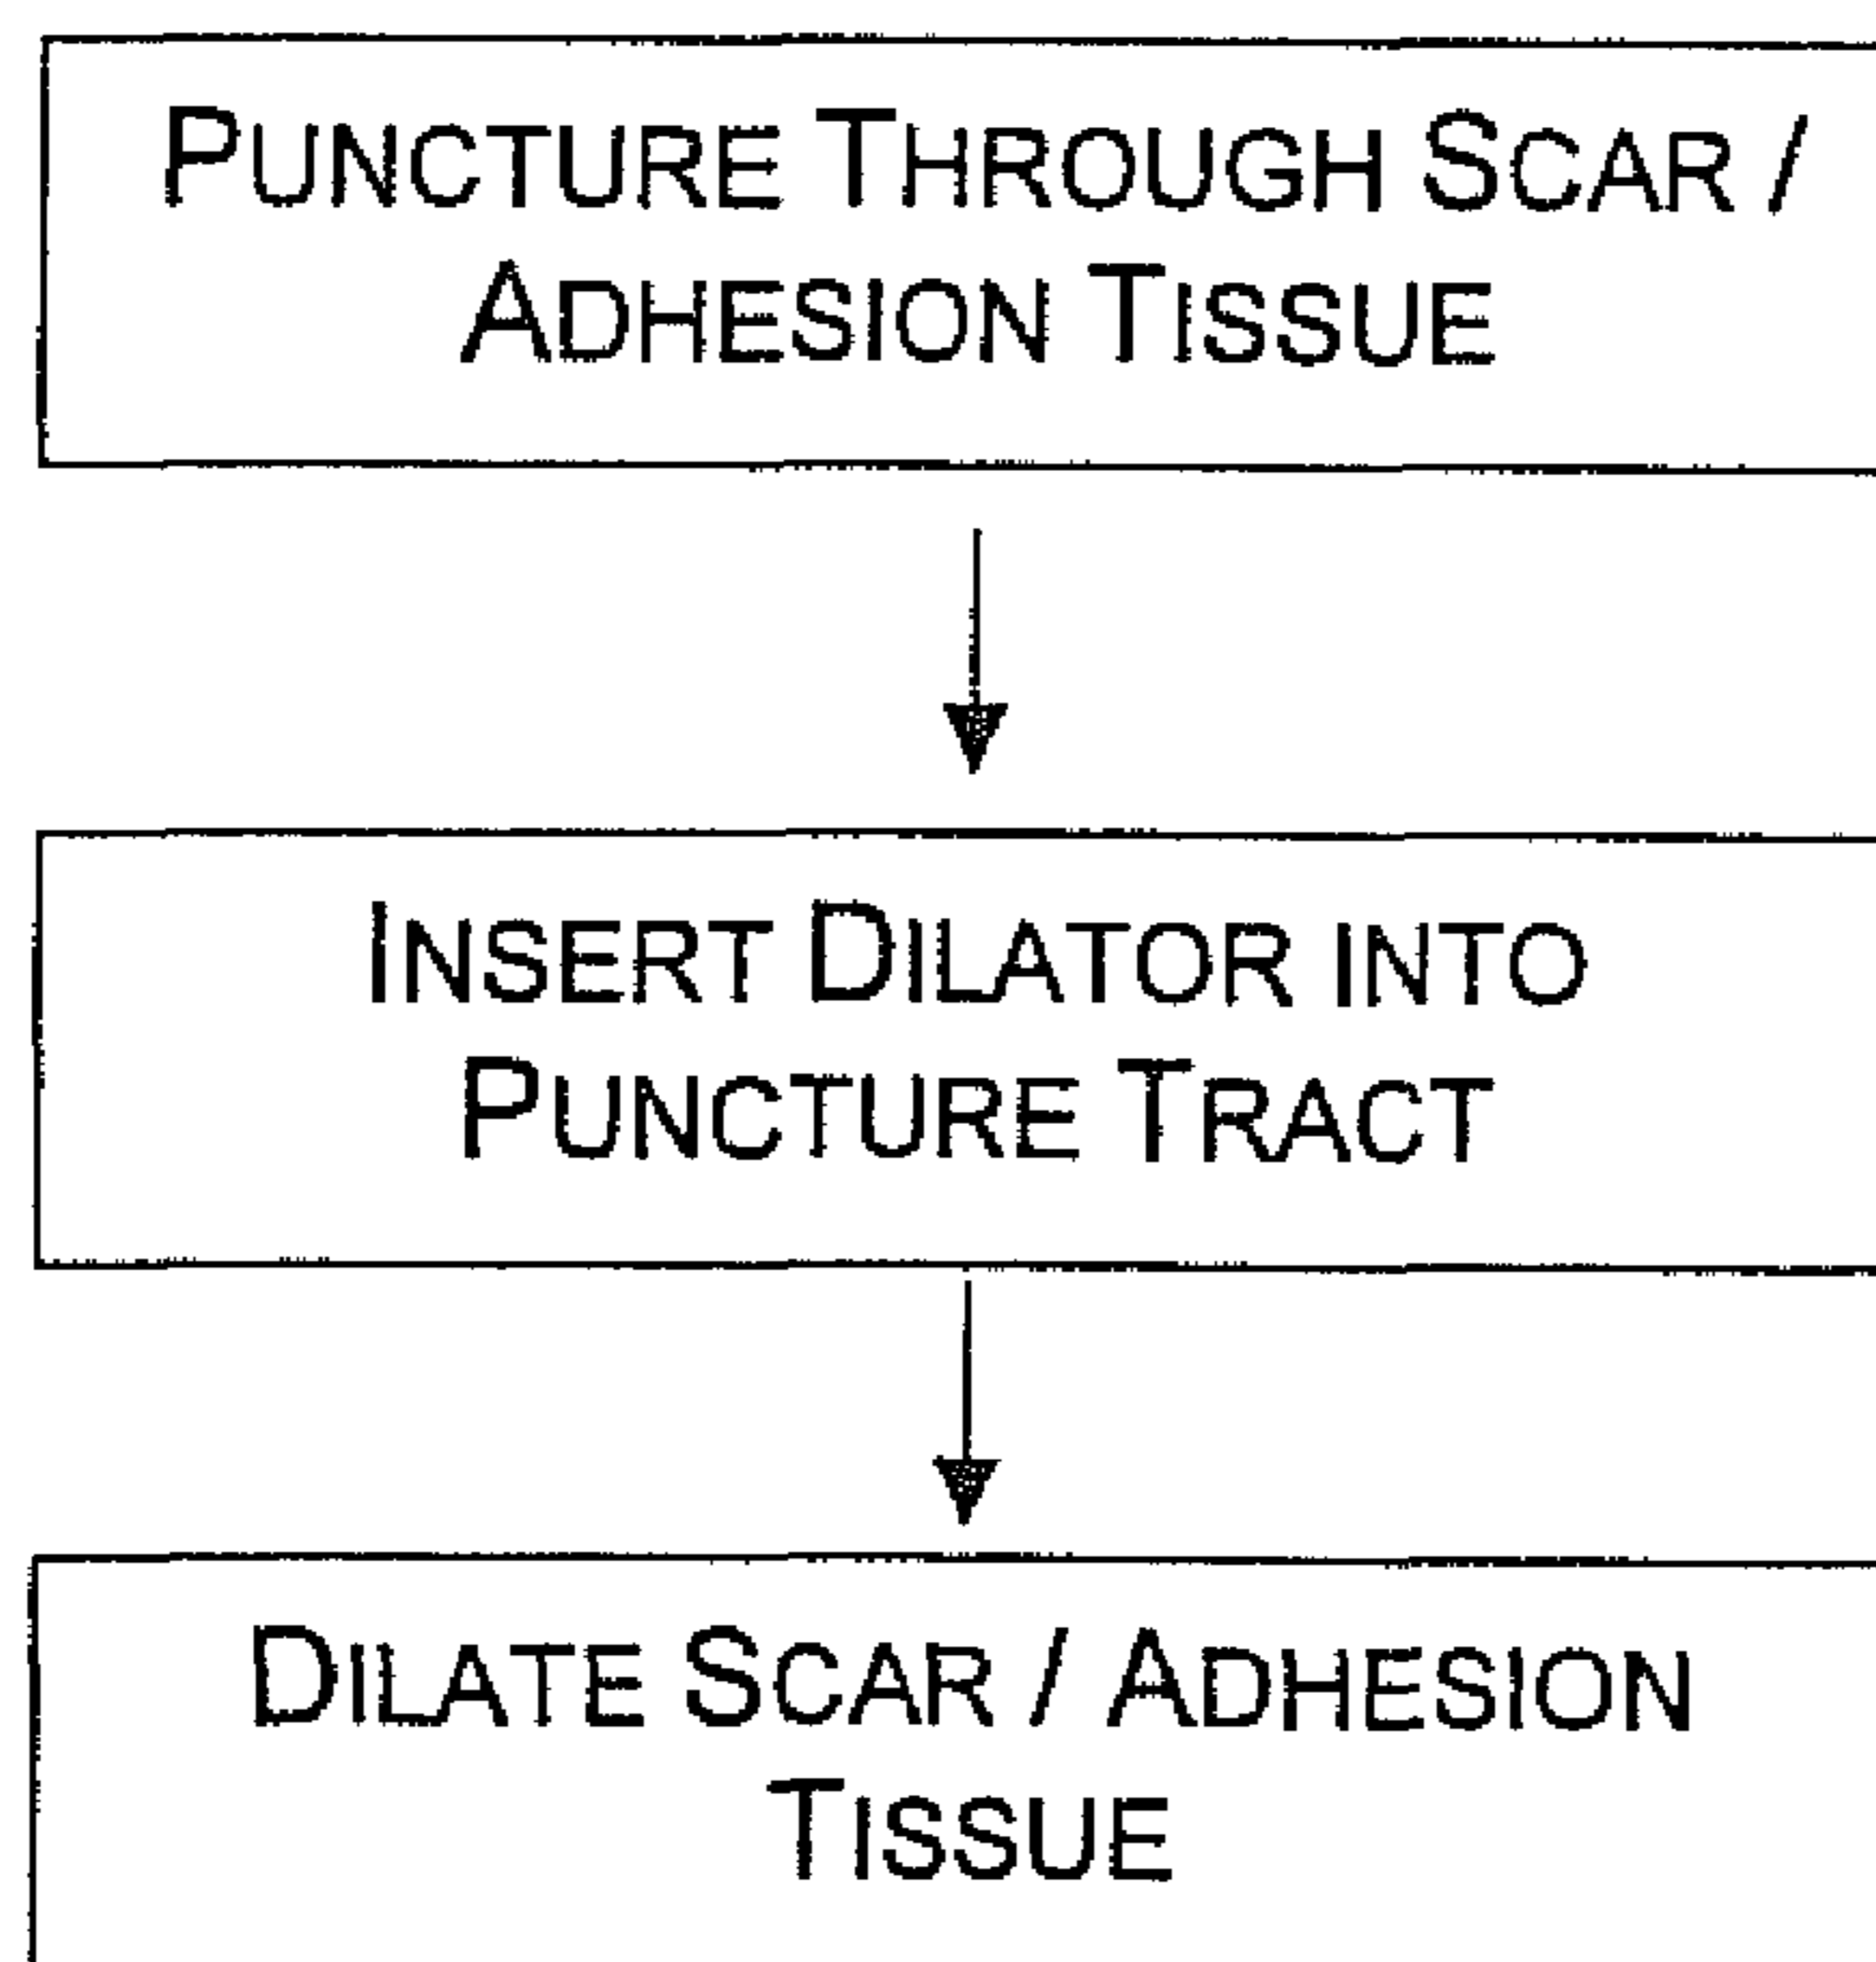 PUNCTURE THROUGH SCAR /
ADHESION TISSUE
INSERT DILATOR INTO
PUNCTURE TRACT
DILATE SCAR / ADHESION
TISSUE